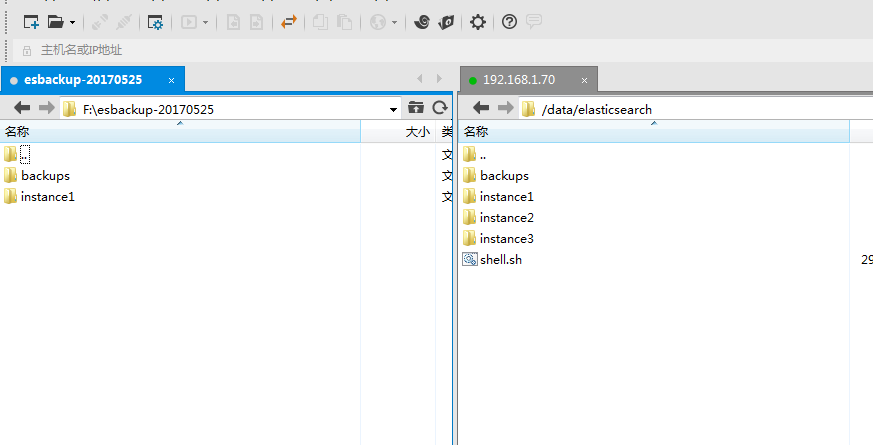 主机名或IP地址
esbackup-20170525
192.168.1.70
F:\esbackup-20170525
/data/elasticsearch
名称 大小 类
名称
..
文
backups
文
instance1
文
..
backups
instance1
instance2
instance3
shell.sh 29